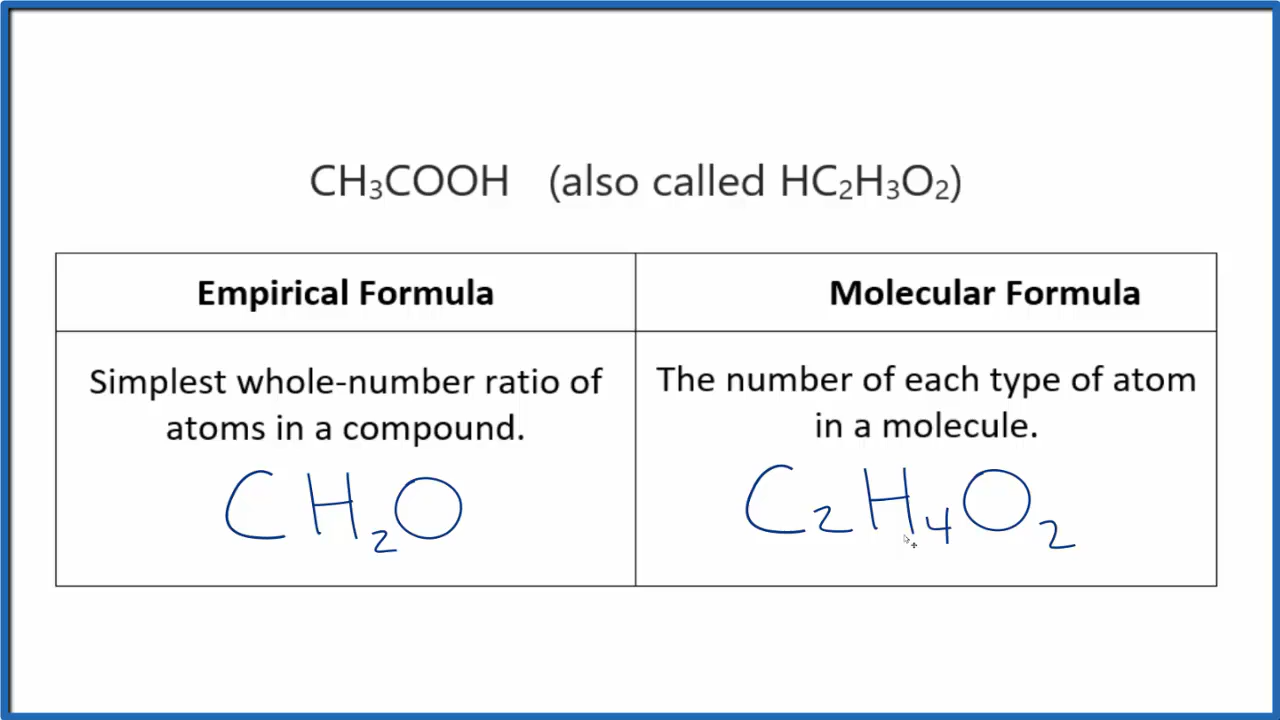 CH₃COOH (also called HC₂H₃O₂)
Empirical Formula
Molecular Formula
Simplest whole-number ratio of
atoms in a compound.
CH₂O
The number of each type of atom
in a molecule.
C₂H₄O₂